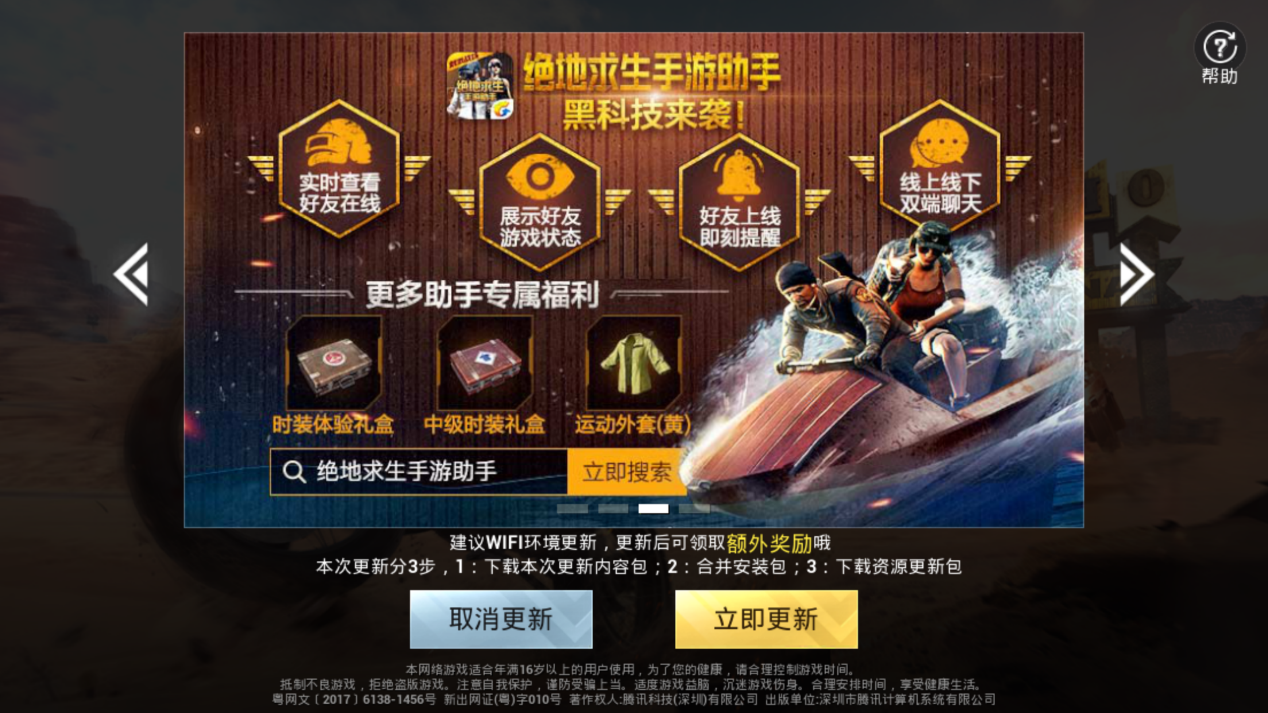 帮助
绝地求生
手游助手
绝地求生手游助手
黑科技来袭!
实时查看
好友在线
展示好友
游戏状态
好友上线
即刻提醒
线上线下
双端聊天
更多助手专属福利
时装体验礼盒
中级时装礼盒
运动外套(黄)
绝地求生手游助手
立即搜索
建议WIFI环境更新，更新后可领取额外奖励哦
本次更新分3步，1：下载本次更新内容包；2：合并安装包；3：下载资源更新包
取消更新
立即更新
本网络游戏适合年满16岁以上的用户使用，为了您的健康，请合理控制游戏时间。
抵制不良游戏，拒绝盗版游戏。注意自我保护，谨防受骗上当。适度游戏益脑，沉迷游戏伤身。合理安排时间，享受健康生活。
粤网文〔2017〕6138-1456号 新出网证(粤)字010号 著作权人:腾讯科技(深圳)有限公司 出版单位:深圳市腾讯计算机系统有限公司